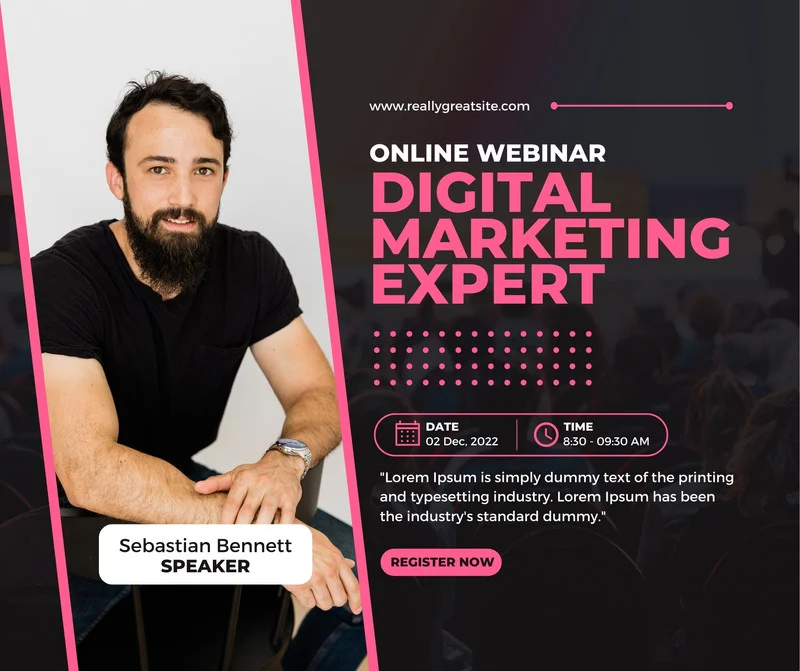 www.reallygreatsite.com
ONLINE WEBINAR
DIGITAL
MARKETING
EXPERT
DATE
02 Dec, 2022
TIME
8:30 - 09:30 AM
"Lorem Ipsum is simply dummy text of the printing
and typesetting industry. Lorem Ipsum has been
the industry's standard dummy."
REGISTER NOW
Sebastian Bennett
SPEAKER